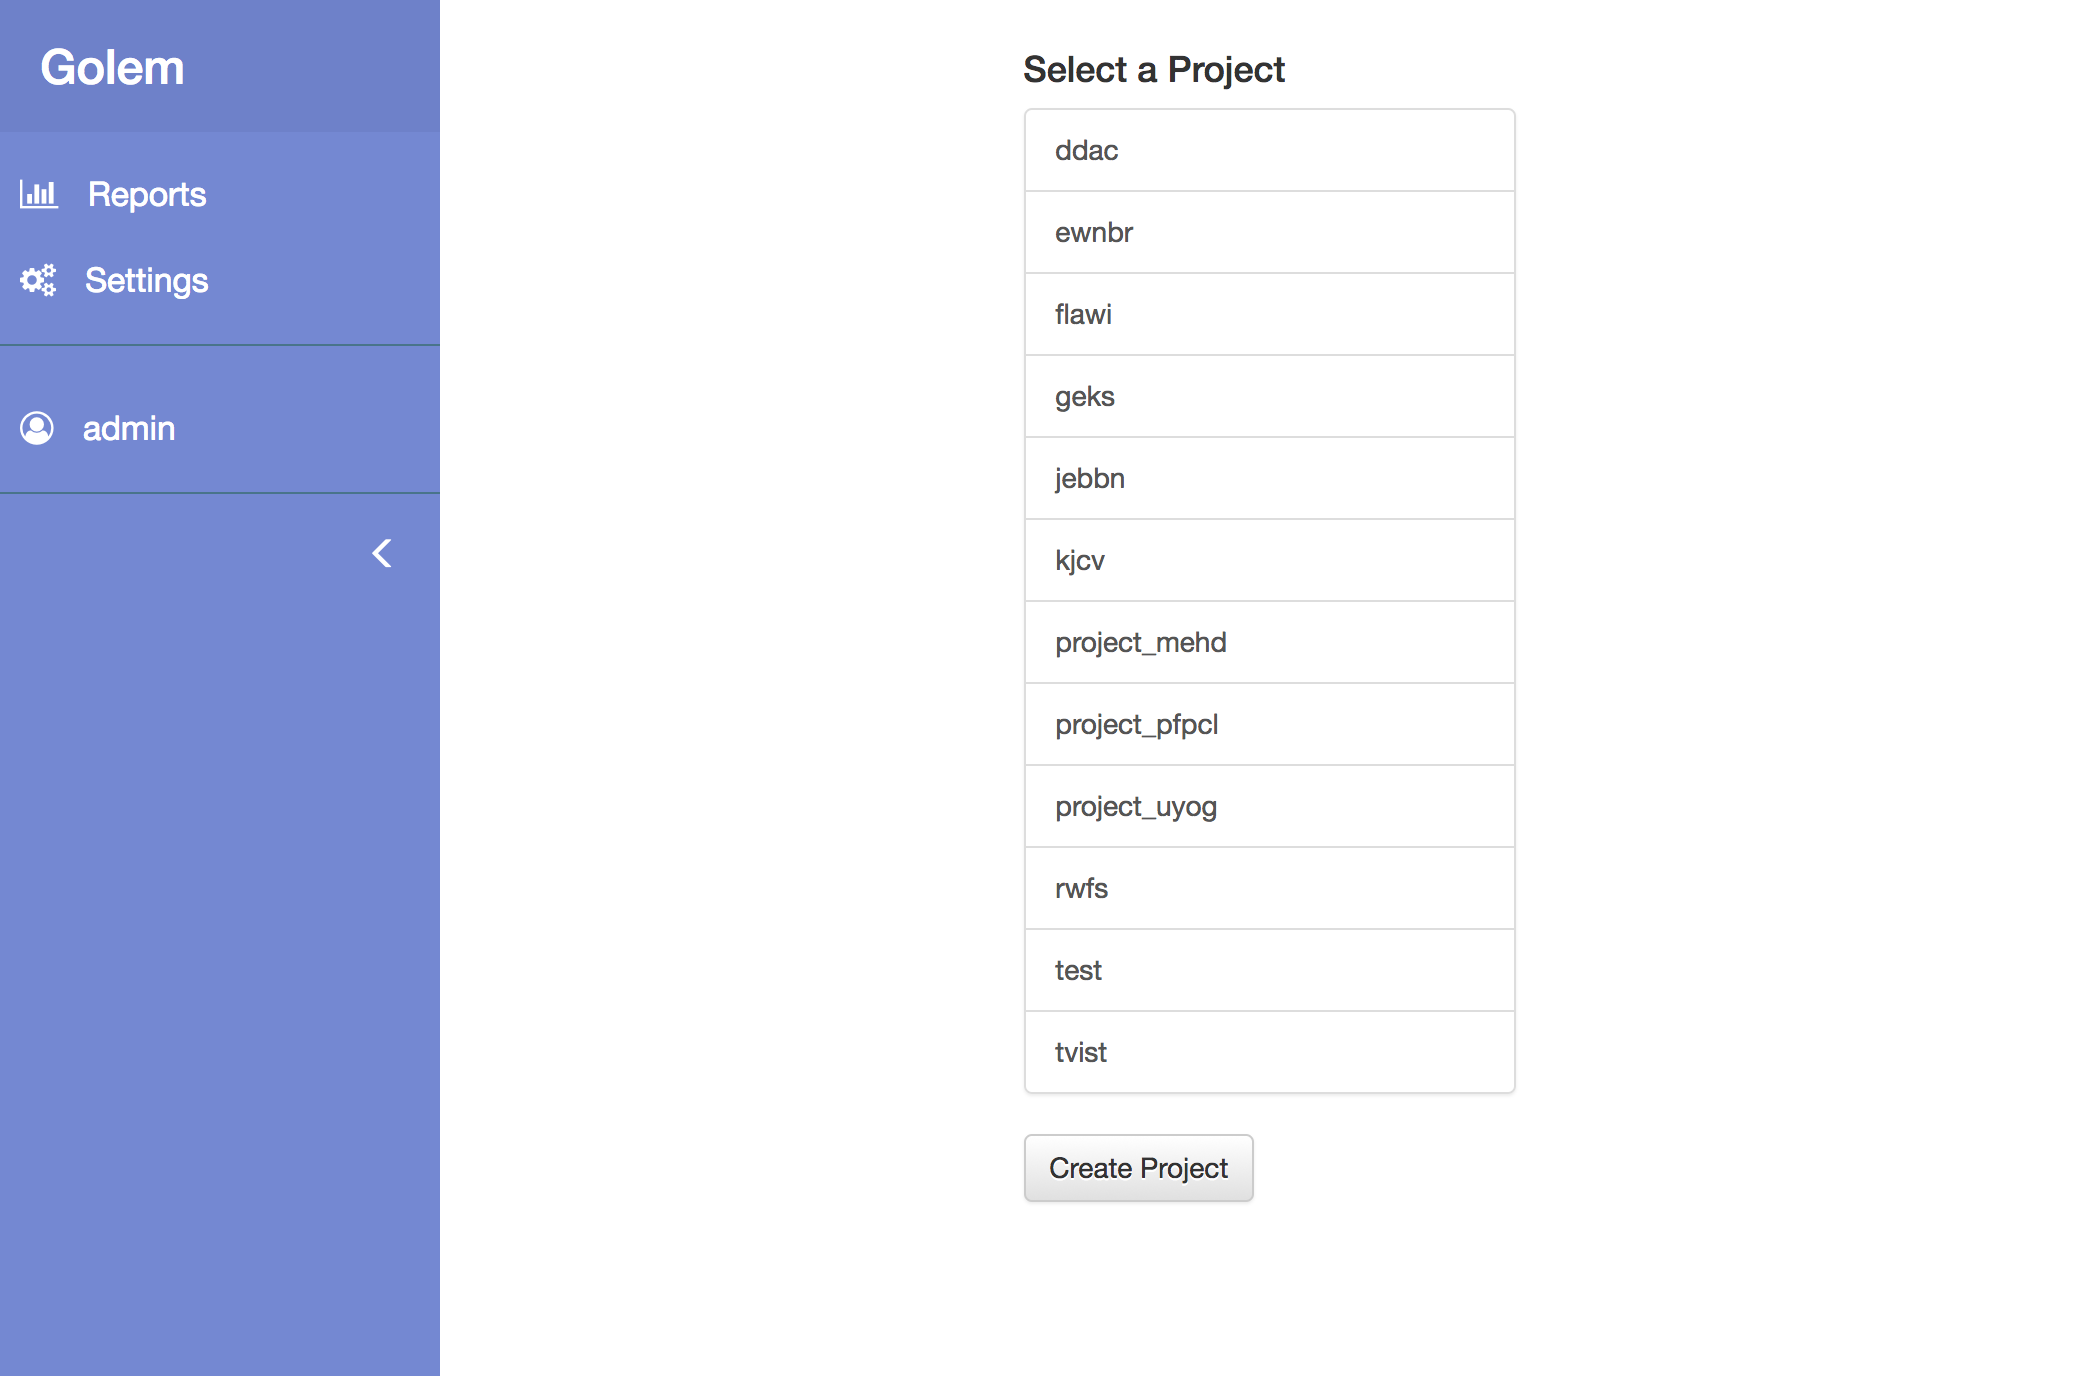 Golem
Reports
Settings
admin
Select a Project
ddac
ewnbr
flawi
geks
jebbn
kjcv
project_mehd
project_pfpcl
project_uyog
rwfs
test
tvist
Create Project